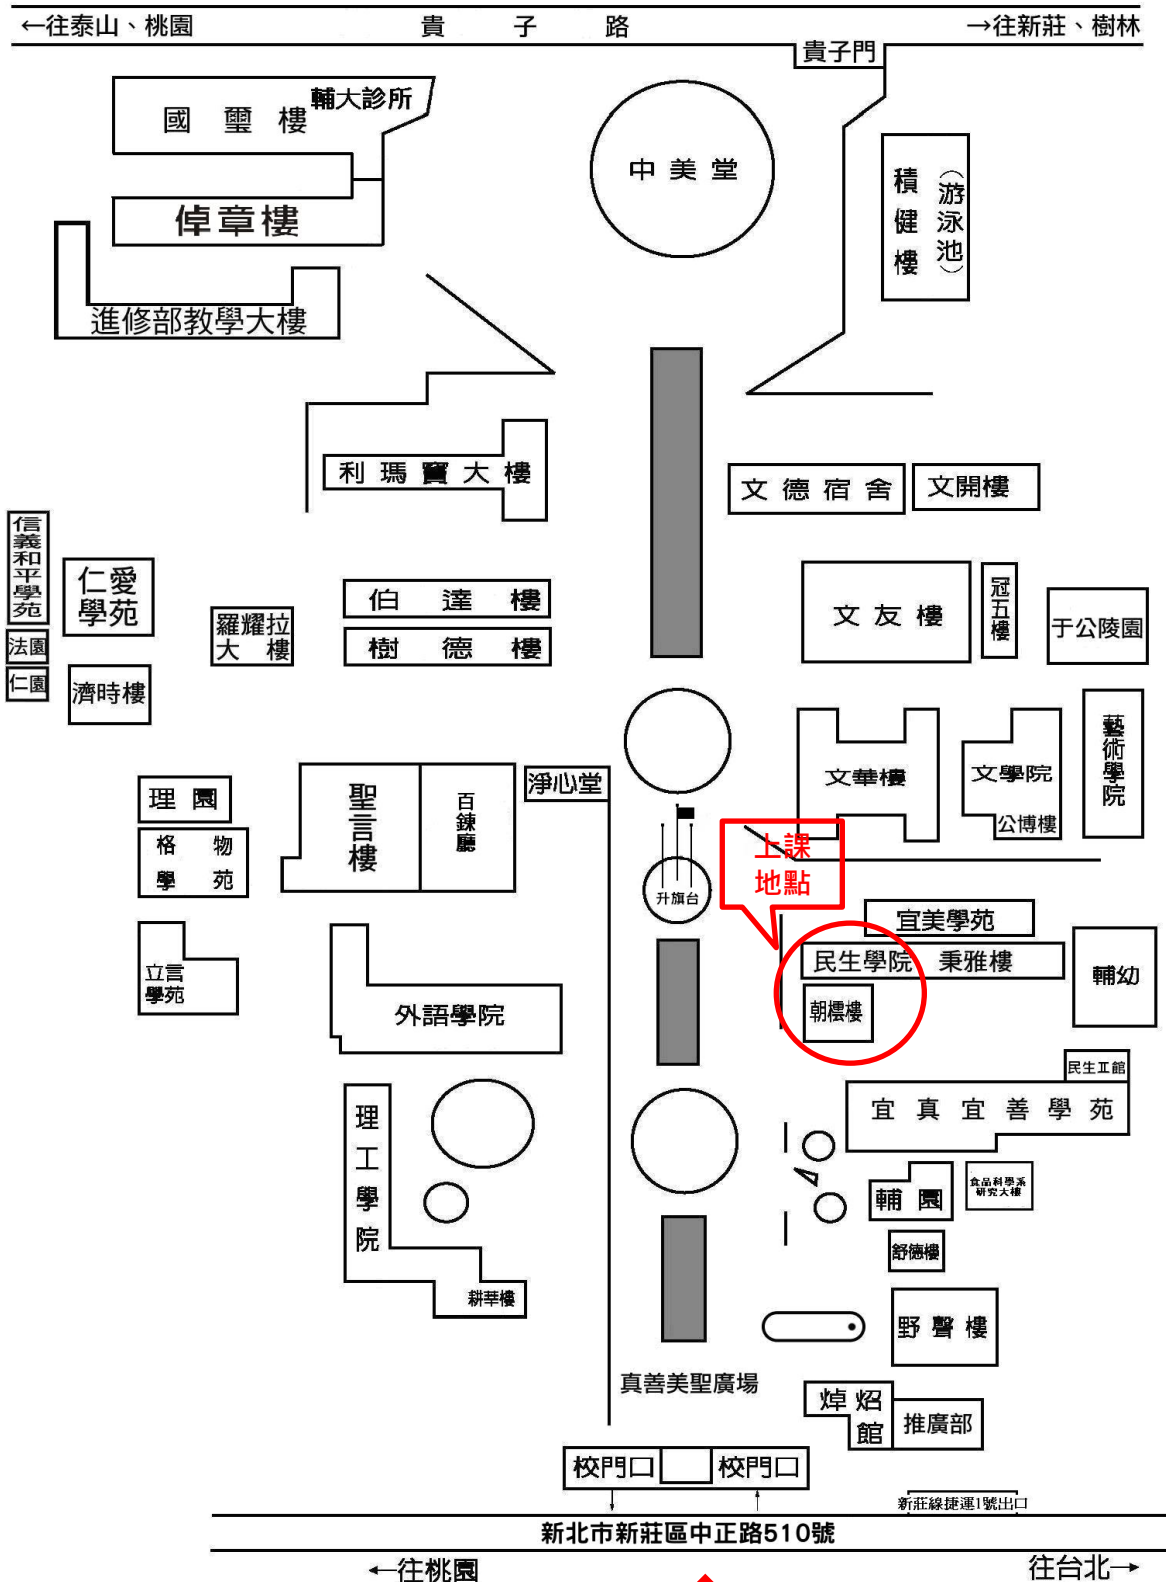 ←往泰山、桃園
貴子路
→往新莊、樹林
貴子門
輔大診所
國璽樓
中美堂
積健樓
（游泳池）
倬章樓
進修部教學大樓
利瑪竇大樓
文德宿舍
文開樓
信義和平學苑
仁愛
學苑
伯達樓
文友樓
冠五樓
于公陵園
羅耀拉
大樓
樹德樓
法園
仁園
濟時樓
藝術學院
淨心堂
文華樓
文學院
公博樓
理園
聖言樓
百鍊廳
格物
學苑
上課
地點
升旗台
宜美學苑
民生學院 秉雅樓
輔幼
立言
學苑
外語學院
朝橒樓
民生工館
宜真宜善學苑
理工學院
輔園
食品科學系
研究大樓
舒德樓
耕莘樓
野聲樓
真善美聖廣場
焯炤
館
推廣部
校門口
校門口
新莊線捷運1號出口
新北市新莊區中正路510號
←往桃園
往台北→